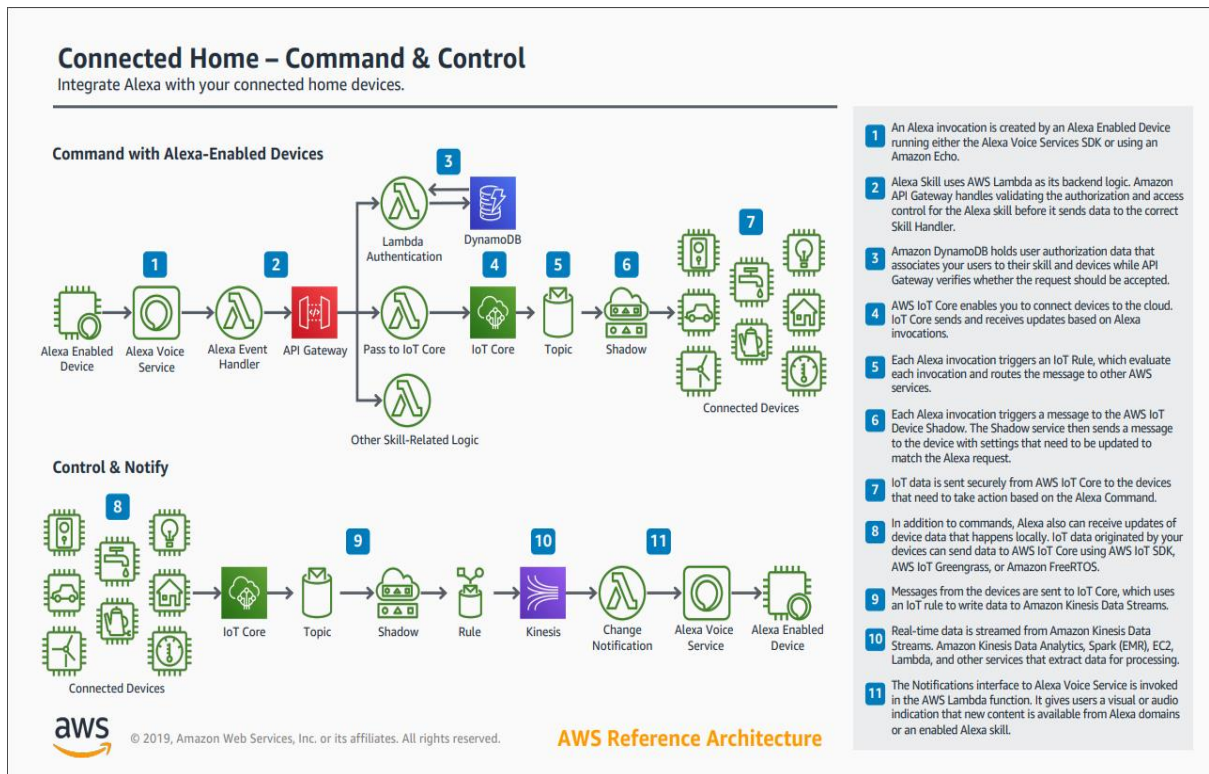 Connected Home – Command & Control
Integrate Alexa with your connected home devices.
Command with Alexa-Enabled Devices
3
Lambda
Authentication
DynamoDB
1
2
4
5
6
7
Alexa Enabled
Device
Alexa Voice
Service
Alexa Event
Handler
API Gateway
Pass to IoT Core
IoT Core
Topic
Shadow
Connected Devices
Other Skill-Related Logic
Control & Notify
8
9
10
11
Connected Devices
IoT Core
Topic
Shadow
Rule
Kinesis
Change
Notification
Alexa Voice
Service
Alexa Enabled
Device
1
An Alexa invocation is created by an Alexa Enabled Device
running either the Alexa Voice Services SDK or using an
Amazon Echo.
2
Alexa Skill uses AWS Lambda as its backend logic. Amazon
API Gateway handles validating the authorization and access
control for the Alexa skill before it sends data to the correct
Skill Handler.
3
Amazon DynamoDB holds user authorization data that
associates your users to their skill and devices while API
Gateway verifies whether the request should be accepted.
4
AWS IoT Core enables you to connect devices to the cloud.
IoT Core sends and receives updates based on Alexa
invocations.
5
Each Alexa invocation triggers an IoT Rule, which evaluate
each invocation and routes the message to other AWS
services.
6
Each Alexa invocation triggers a message to the AWS IoT
Device Shadow. The Shadow service then sends a message
to the device with settings that need to be updated to
match the Alexa request.
7
IoT data is sent securely from AWS IoT Core to the devices
that need to take action based on the Alexa Command.
8
In addition to commands, Alexa also can receive updates of
device data that happens locally. IoT data originated by your
devices can send data to AWS IoT Core using AWS IoT SDK,
AWS IoT Greengrass, or Amazon FreeRTOS.
9
Messages from the devices are sent to IoT Core, which uses
an IoT rule to write data to Amazon Kinesis Data Streams.
10
Real-time data is streamed from Amazon Kinesis Data
Streams. Amazon Kinesis Data Analytics, Spark (EMR), EC2,
Lambda, and other services that extract data for processing.
11
The Notifications interface to Alexa Voice Service is invoked
in the AWS Lambda function. It gives users a visual or audio
indication that new content is available from Alexa domains
or an enabled Alexa skill.
aws
© 2019, Amazon Web Services, Inc. or its affiliates. All rights reserved.
AWS Reference Architecture